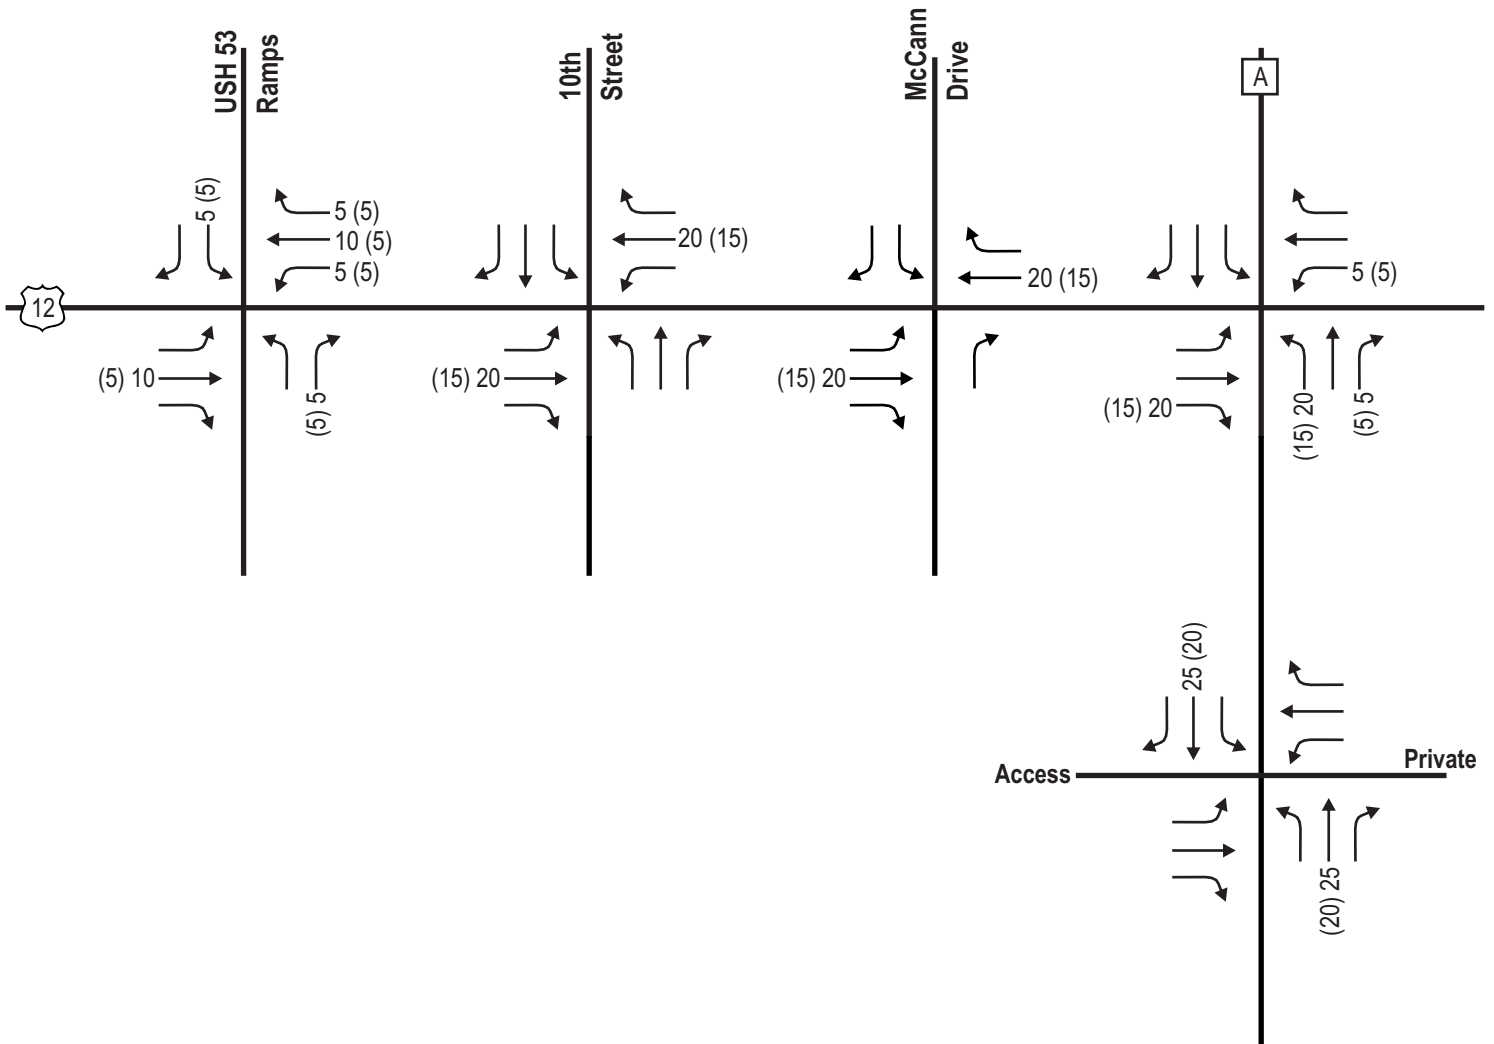 USH 53
Ramps
10th
Street
McCann
Drive
A
5 (5)
5 (5)
10 (5)
5 (5)
20 (15)
20 (15)
5 (5)
12
(5) 10
(5) 5
(15) 20
(15) 20
(15) 20
(15) 20
(5) 5
25 (20)
Access
Private
(20) 25